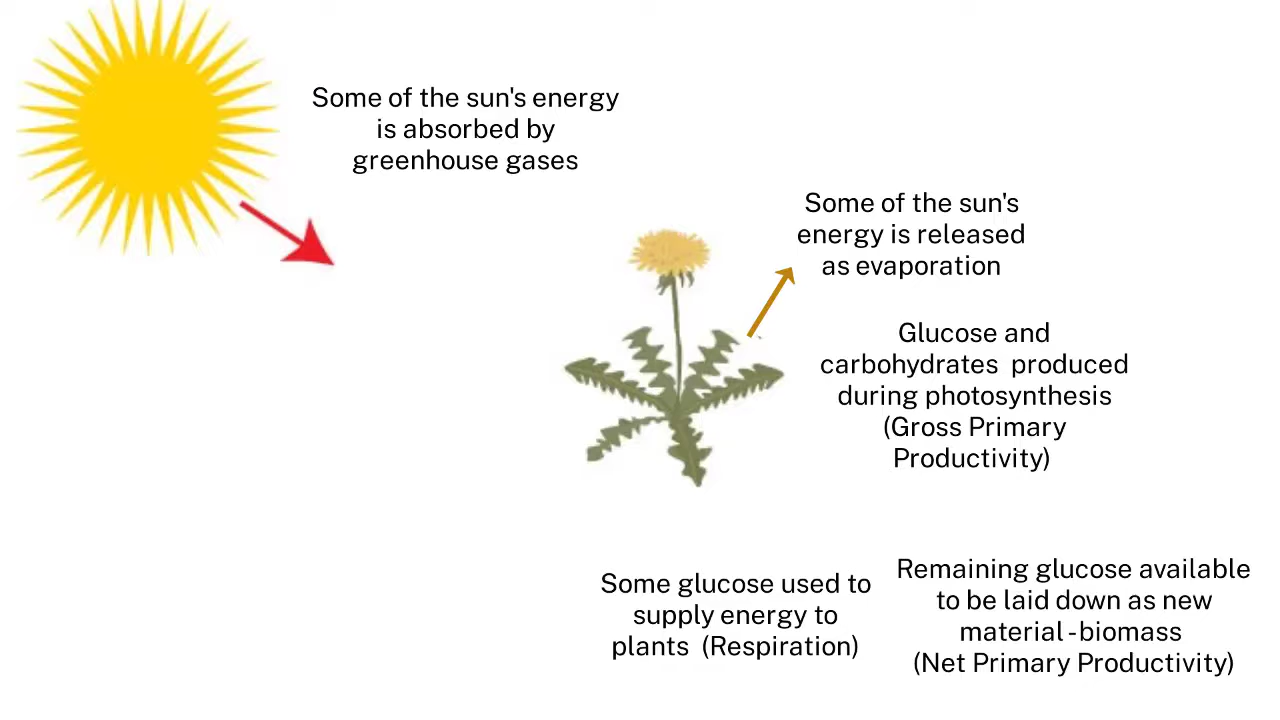 Some of the sun's energy
is absorbed by
greenhouse gases
Some of the sun's
energy is released
as evaporation
Glucose and
carbohydrates produced
during photosynthesis
(Gross Primary
Productivity)
Some glucose used to
supply energy to
plants (Respiration)
Remaining glucose available
to be laid down as new
material - biomass
(Net Primary Productivity)